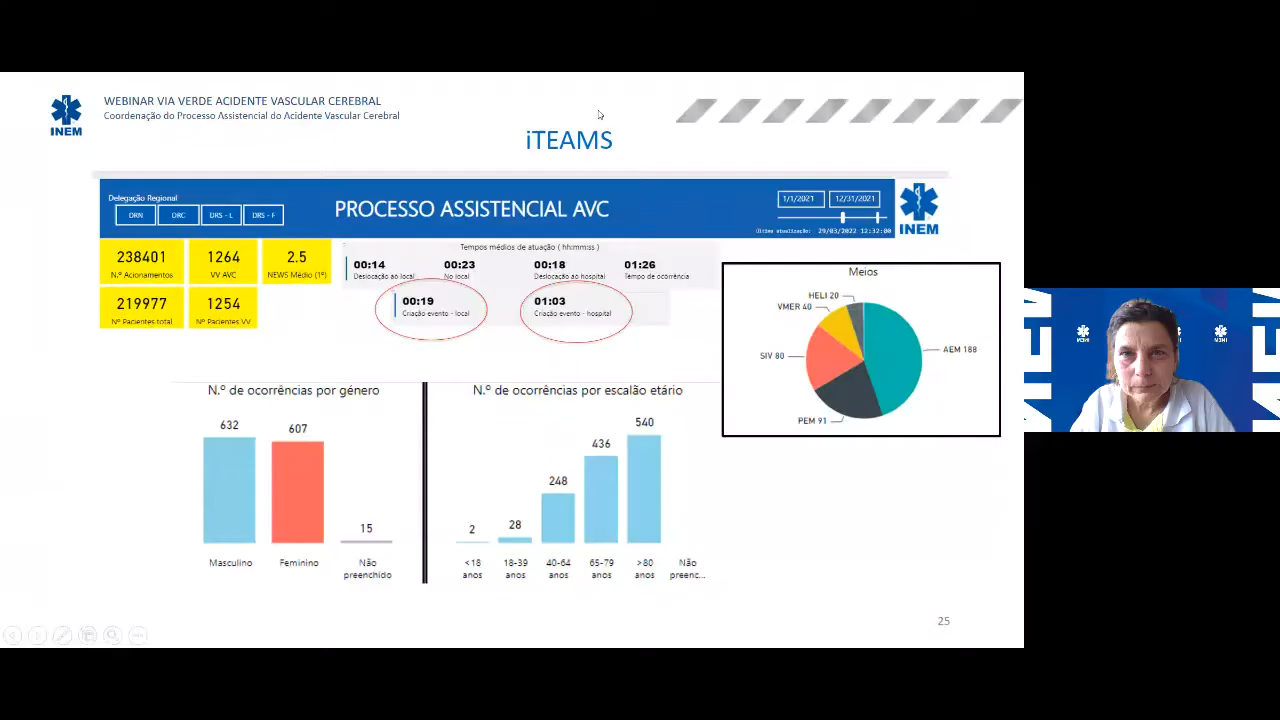 WEBINAR VIA VERDE ACIDENTE VASCULAR CEREBRAL
Coordenação do Processo Assistencial do Acidente Vascular Cerebral
INEM
iTEAMS
Delegação Regional
DRN DRC DRS - L DRS - F
PROCESSO ASSISTENCIAL AVC
1/1/2021 12/31/2021
Última atualização: 29/03/2022 12:32:00
INEM
238401
N.º Acionamentos
1264
VV AVC
2.5
NEWS Médio (1º)
219977
Nº Pacientes total
1254
Nº Pacientes VV
Tempos médios de atuação ( hh:mm:ss )
00:14
Deslocação ao local
00:23
No local
00:18
Deslocação ao hospital
01:26
Tempo de ocorrência
00:19
Criação evento - local
01:03
Criação evento - hospital
Meios
HELI 20
VMER 40
SIV 80
AEM 188
PEM 91
N.º de ocorrências por género
632
607
15
Masculino
Feminino
Não
preenchido
N.º de ocorrências por escalão etário
2
28
248
436
540
<18
anos
18-39
anos
40-64
anos
65-79
anos
>80
anos
Não
preenc...
25
INEM